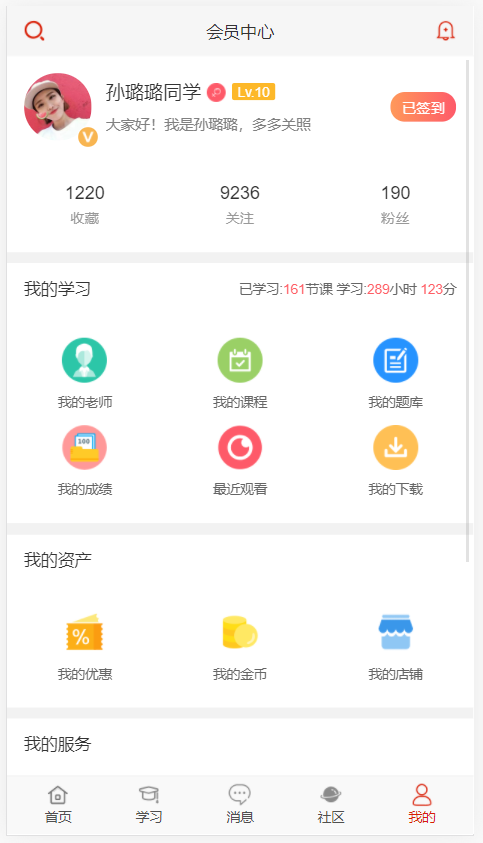 会员中心
孙璐璐同学 Lv.10
已签到
大家好！我是孙璐璐，多多关照
V
1220 9236 190
收藏 关注 粉丝
我的学习 已学习:161节课 学习:289小时 123分
我的老师 我的课程 我的题库
100
我的成绩 最近观看 我的下载
我的资产
%
我的优惠 我的金币 我的店铺
我的服务
首页 学习 消息 社区 我的